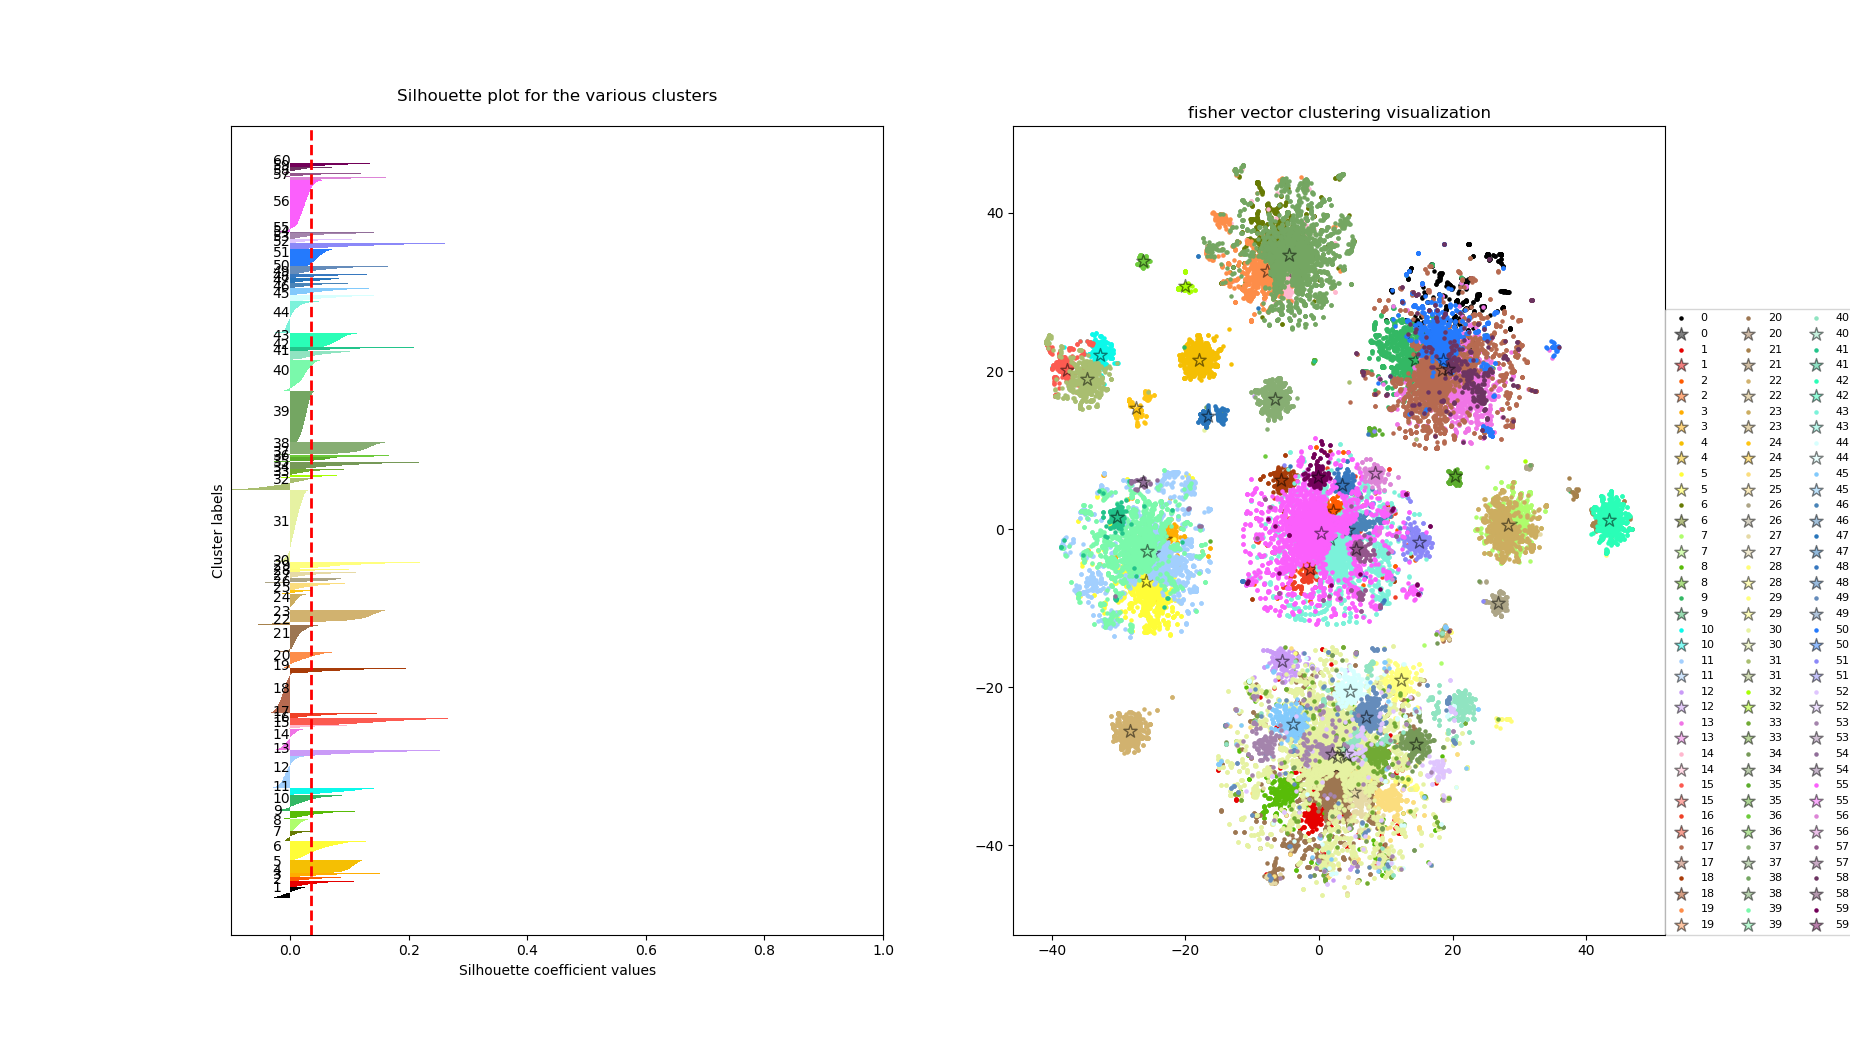 Silhouette plot for the various clusters
60
57
56
55
52
51
50
45
44
43
42
41
40
39
38
36
33
32
31
30
26
25
24
23
22
21
20
19
18
17
15
14
13
12
11
10
9
8
7
6
5
4
2
1
Cluster labels
0.0 0.2 0.4 0.6 0.8 1.0
Silhouette coefficient values
fisher vector clustering visualization
40
20
0
−20
−40
−40 −20 0 20 40
0 20 40
0 20 40
1 21 41
1 21 41
2 22 42
2 22 42
3 23 43
3 23 43
4 24 44
4 24 44
5 25 45
5 25 45
6 26 46
6 26 46
7 27 47
7 27 47
8 28 48
8 28 48
9 29 49
9 29 49
10 30 50
10 30 50
11 31 51
11 31 51
12 32 52
12 32 52
13 33 53
13 33 53
14 34 54
14 34 54
15 35 55
15 35 55
16 36 56
16 36 56
17 37 57
17 37 57
18 38 58
18 38 58
19 39 59
19 39 59